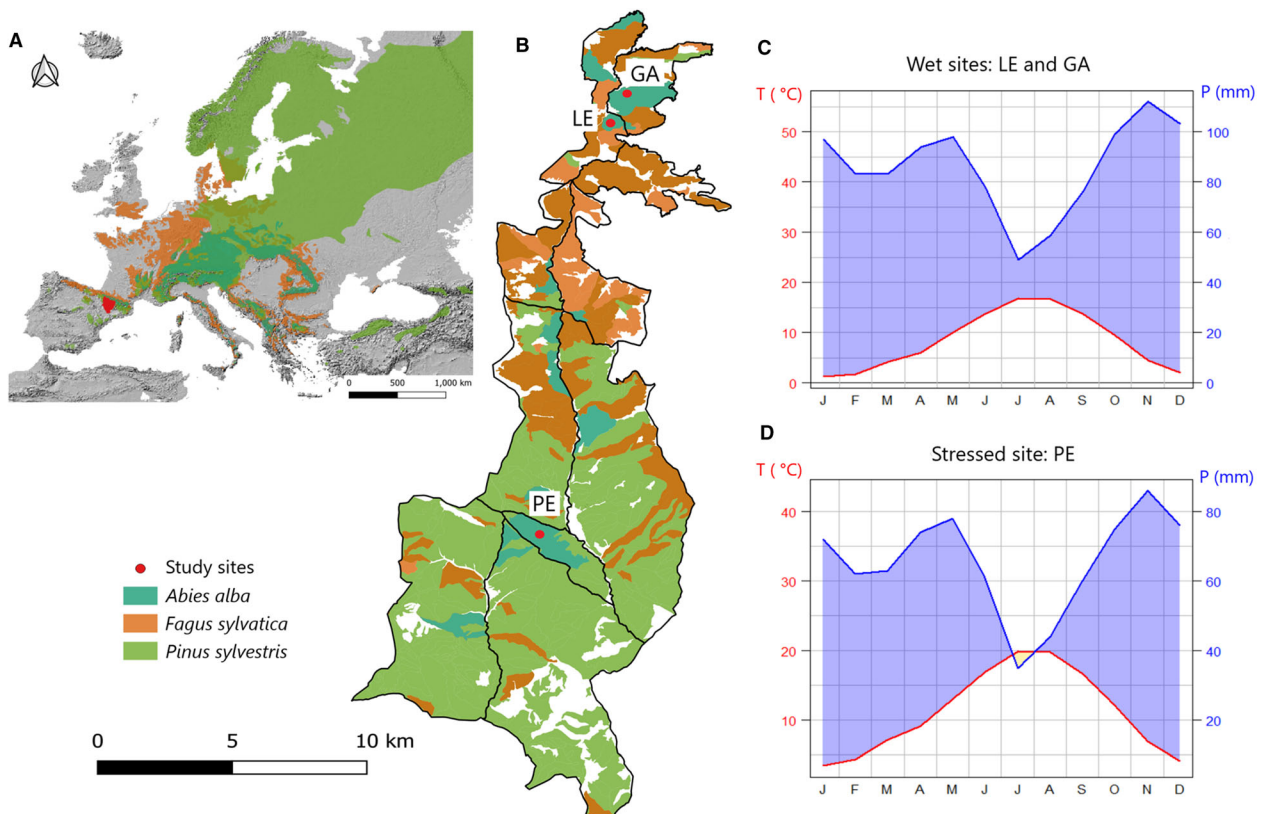 A
0 500 1,000 km
B
GA
LE
PE
Study sites
Abies alba
Fagus sylvatica
Pinus sylvestris
0 5 10 km
C
Wet sites: LE and GA
T ( °C)
P (mm)
50
40
30
20
10
0
100
80
60
40
20
0
J F M A M J J A S O N D
D
Stressed site: PE
T ( °C)
P (mm)
40
30
20
10
80
60
40
20
J F M A M J J A S O N D